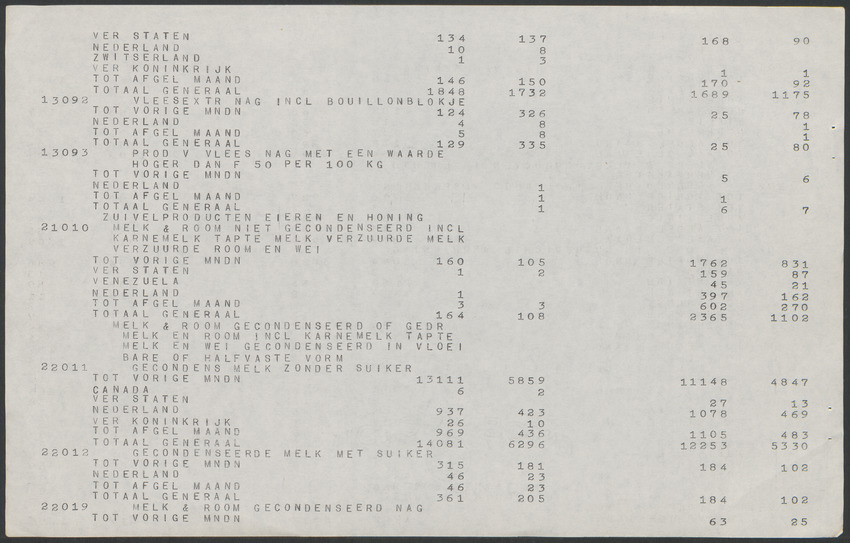 VER STATEN 134 137 168 90
NEDERLAND 10 8
ZWITSERLAND 1 3
VER KONINKRIJK 1 1
TOT AFGEL MAAND 146 150 170 92
TOTAAL GENERAAL 1848 1732 1689 1175
13092 VLEESEXTR NAG INCL BOUILLONBLOKJE
TOT VORIGE MNDN 124 326 25 78
NEDERLAND 4 8 1
TOT AFGEL MAAND 5 8 1
TOTAAL GENERAAL 129 335 25 80
13093 PROD V VLEES NAG MET EEN WAARDE
HOGER DAN F 50 PER 100 KG
TOT VORIGE MNDN 5 6
NEDERLAND 1
TOT AFGEL MAAND 1 1
TOTAAL GENERAAL 1 6 7
ZUIVELPRODUCTEN EIEREN EN HONING
21010 MELK & ROOM NIET GECONDENSEERD INCL
KARNEMELK TAPTE MELK VERZUURDE MELK
VERZUURDE ROOM EN WEI
TOT VORIGE MNDN 160 105 1762 831
VER STATEN 1 2 159 87
VENEZUELA 45 21
NEDERLAND 1 397 162
TOT AFGEL MAAND 3 3 602 270
TOTAAL GENERAAL 164 108 2365 1102
MELK & ROOM GECONDENSEERD OF GEDR
MELK EN ROOM INCL KARNEMELK TAPTE
MELK EN WEI GECONDENSEERD IN VLOEI
BARE OF HALFVASTE VORM
22011 GECONDENS MELK ZONDER SUIKER
TOT VORIGE MNDN 13111 5859 11148 4847
CANADA 6 2
VER STATEN 27 13
NEDERLAND 937 423 1078 469
VER KONINKRIJK 26 10
TOT AFGEL MAAND 969 436 1105 483
TOTAAL GENERAAL 14081 6296 12253 5330
22012 GECONDENSEERDE MELK MET SUIKER
TOT VORIGE MNDN 315 181 184 102
NEDERLAND 46 23
TOT AFGEL MAAND 46 23
TOTAAL GENERAAL 361 205 184 102
22019 MELK & ROOM GECONDENSEERD NAG
TOT VORIGE MNDN 63 25